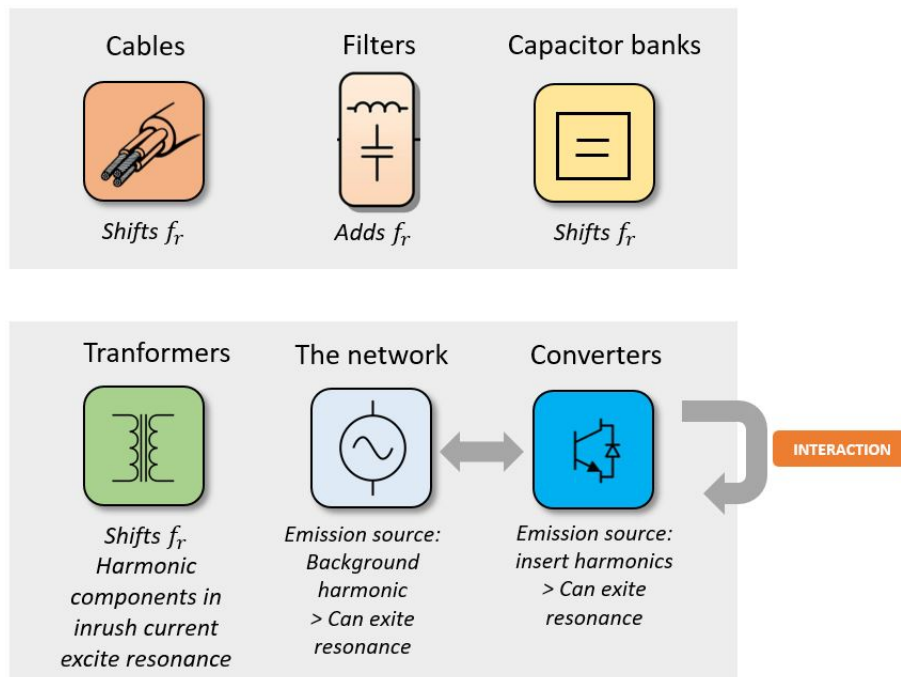 Cables
Filters
Capacitor banks
Shifts fr
Adds fr
Shifts fr
Tranformers
The network
Converters
INTERACTION
Shifts fr
Harmonic
components in
inrush current
excite resonance
Emission source:
Background
harmonic
> Can exite
resonance
Emission source:
insert harmonics
> Can exite
resonance